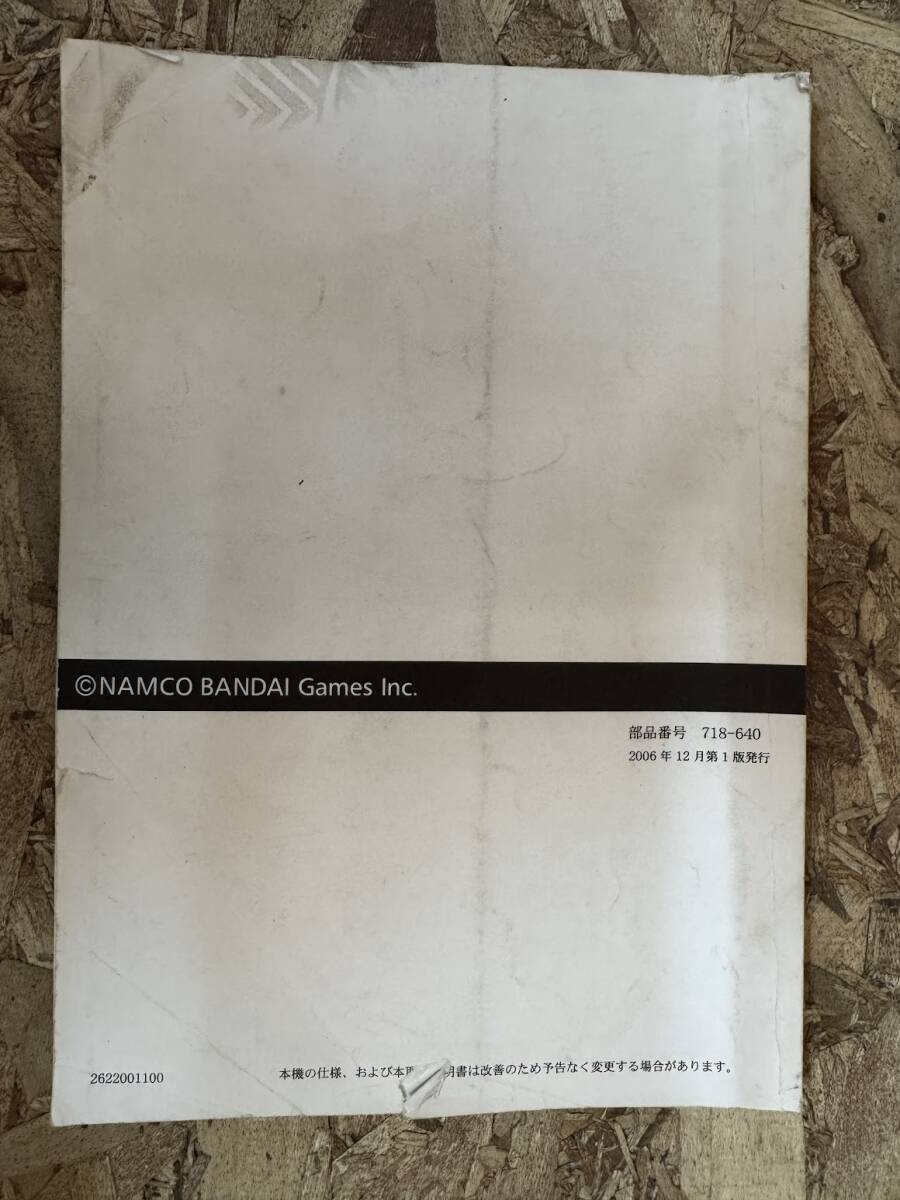 ©NAMCO BANDAI Games Inc.
部品番号 718-640
2006年12月第1版発行
2622001100 本機の仕様、および本 明書は改善のため予告なく変更する場合があります。